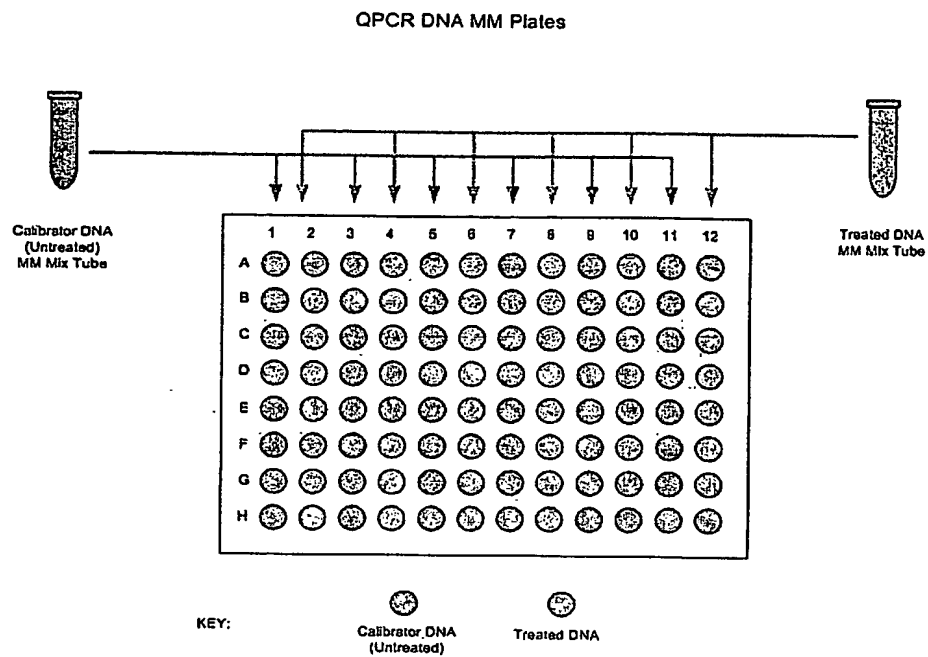 QPCR DNA MM Plates
Calibrator DNA
(Untreated)
MM Mix Tube
Treated DNA
MM Mix Tube
1 2 3 4 5 6 7 8 9 10 11 12
A
B
C
D
E
F
G
H
KEY:
Calibrator DNA
(Untreated)
Treated DNA